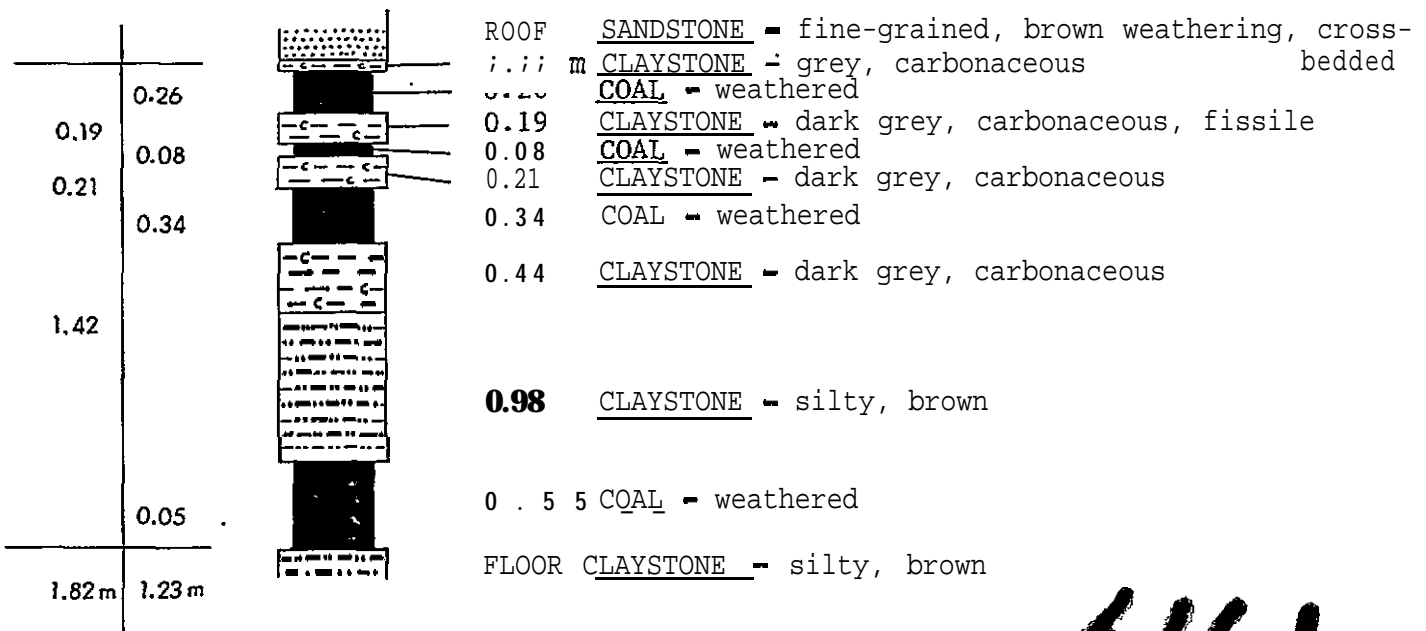 ROOF SANDSTONE - fine-grained, brown weathering, cross-
m CLAYSTONE - grey, carbonaceous bedded
0.26 COAL - weathered
0.19 0.19 CLAYSTONE - dark grey, carbonaceous, fissile
0.08 0.08 COAL - weathered
0.21 0.21 CLAYSTONE - dark grey, carbonaceous
0.34 0.34 COAL - weathered
0.44 CLAYSTONE - dark grey, carbonaceous
1.42
0.98 CLAYSTONE - silty, brown
0.05 0.55 COAL - weathered
FLOOR CLAYSTONE - silty, brown
1.82 m 1.23 m